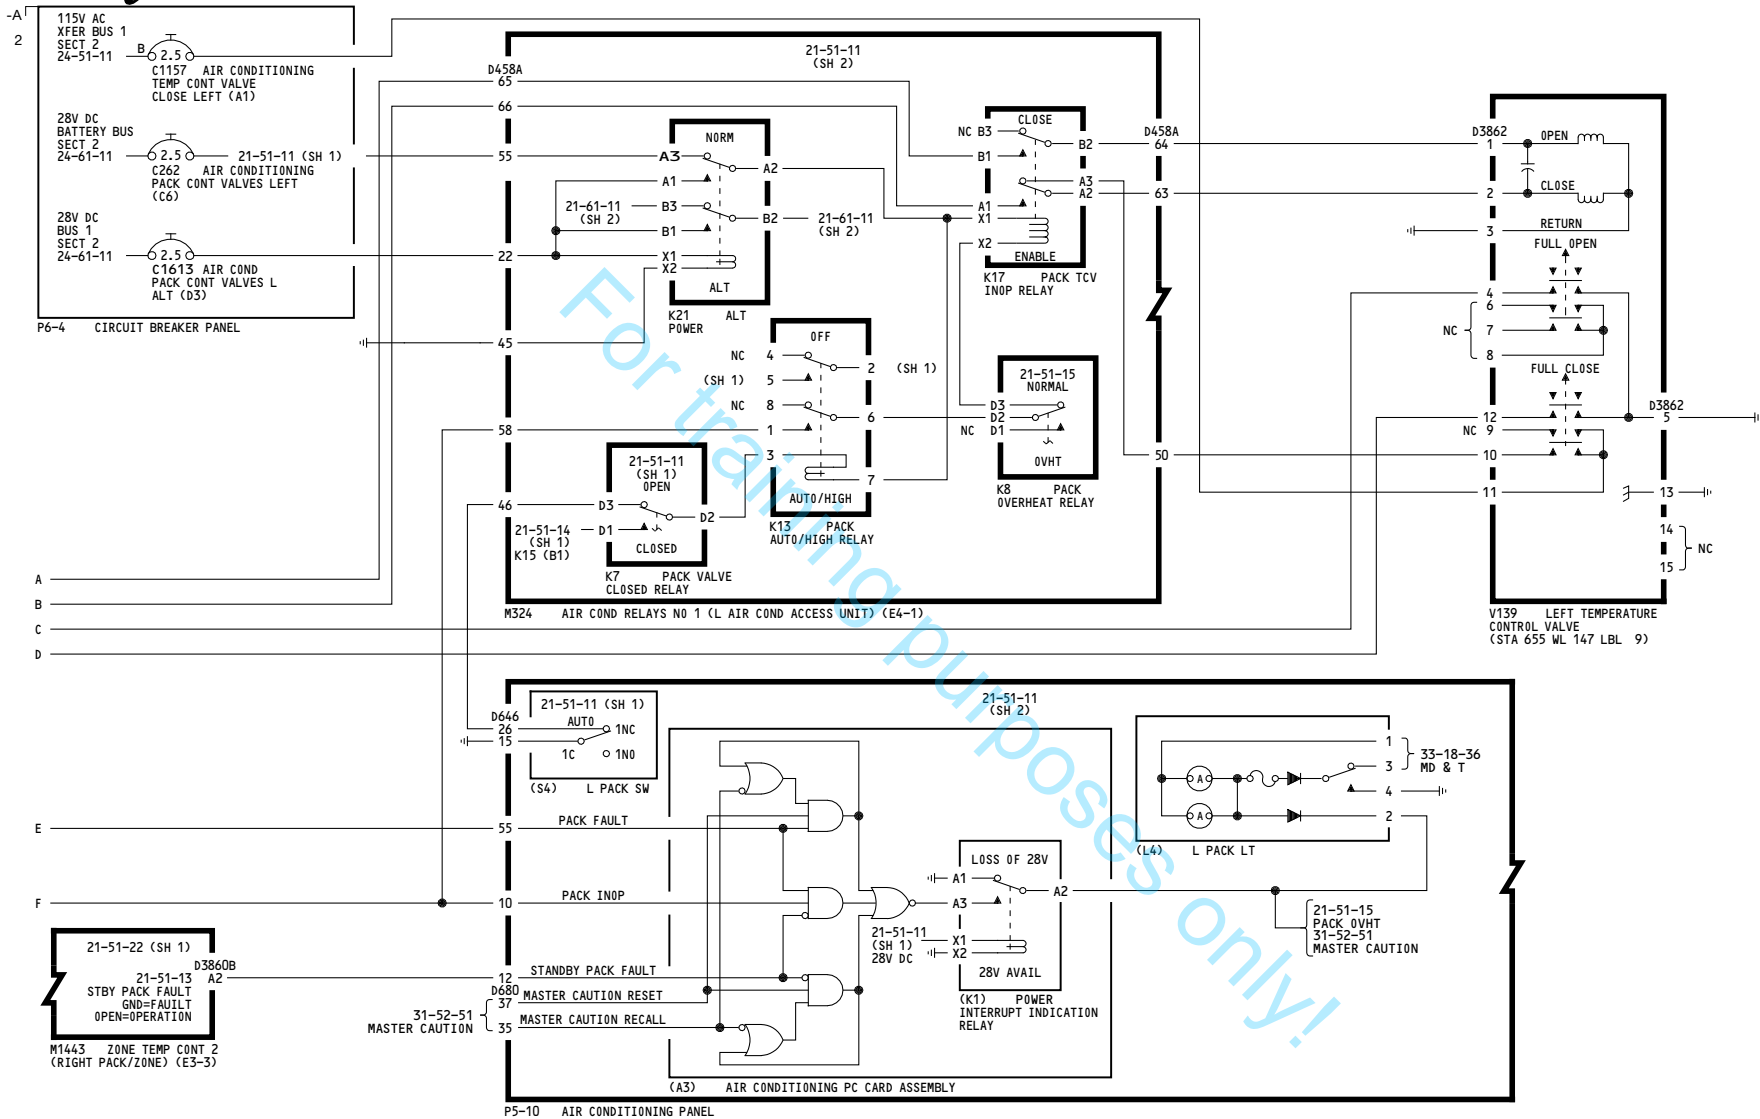 -A
2
115V AC
XFER BUS 1
SECT 2
24-51-11
B
2.5
C1157 AIR CONDITIONING
TEMP CONT VALVE
CLOSE LEFT (A1)
28V DC
BATTERY BUS
SECT 2
24-61-11
2.5
21-51-11 (SH 1)
C262 AIR CONDITIONING
PACK CONT VALVES LEFT
(C6)
28V DC
BUS 1
SECT 2
24-61-11
2.5
C1613 AIR COND
PACK CONT VALVES L
ALT (D3)
P6-4 CIRCUIT BREAKER PANEL
21-51-11
(SH 2)
D458A
65
66
55
22
45
58
46
NORM
A3
A1
A2
21-61-11
(SH 2)
B3
B1
B2
21-61-11
(SH 2)
X1
X2
ALT
K21 ALT
POWER
CLOSE
NC B3
B1
B2
A3
A2
A1
X1
X2
ENABLE
K17 PACK TCV
INOP RELAY
D458A
64
63
50
OFF
NC 4
(SH 1) 5
2 (SH 1)
NC 8
1
6
3
7
AUTO/HIGH
K13 PACK
AUTO/HIGH RELAY
21-51-15
NORMAL
D3
D2
NC D1
OVHT
K8 PACK
OVERHEAT RELAY
21-51-11
(SH 1)
OPEN
D3
D2
D1
21-51-14
(SH 1)
K15 (B1)
CLOSED
K7 PACK VALVE
CLOSED RELAY
M324 AIR COND RELAYS NO 1 (L AIR COND ACCESS UNIT) (E4-1)
D3862
1
OPEN
2
CLOSE
3
RETURN
FULL OPEN
4
6
NC 7
8
FULL CLOSE
12
NC 9
10
11
D3862
5
13
14
NC
15
V139 LEFT TEMPERATURE
CONTROL VALVE
(STA 655 WL 147 LBL 9)
A
B
C
D
E
F
21-51-11
(SH 2)
D646
26
15
21-51-11 (SH 1)
AUTO
1NC
1C
1NO
(S4) L PACK SW
55 PACK FAULT
10 PACK INOP
12 STANDBY PACK FAULT
D680
37 MASTER CAUTION RESET
35 MASTER CAUTION RECALL
31-52-51
MASTER CAUTION
21-51-22 (SH 1)
D3860B
21-51-13 A2
STBY PACK FAULT
GND=FAUILT
OPEN=OPERATION
M1443 ZONE TEMP CONT 2
(RIGHT PACK/ZONE) (E3-3)
LOSS OF 28V
A1
A2
A3
21-51-11
(SH 1)
28V DC
X1
X2
28V AVAIL
(K1) POWER
INTERRUPT INDICATION
RELAY
A
A
1
3
4
2
33-18-36
MD & T
(L4) L PACK LT
21-51-15
PACK OVHT
31-52-51
MASTER CAUTION
(A3) AIR CONDITIONING PC CARD ASSEMBLY
P5-10 AIR CONDITIONING PANEL
For training purposes only!